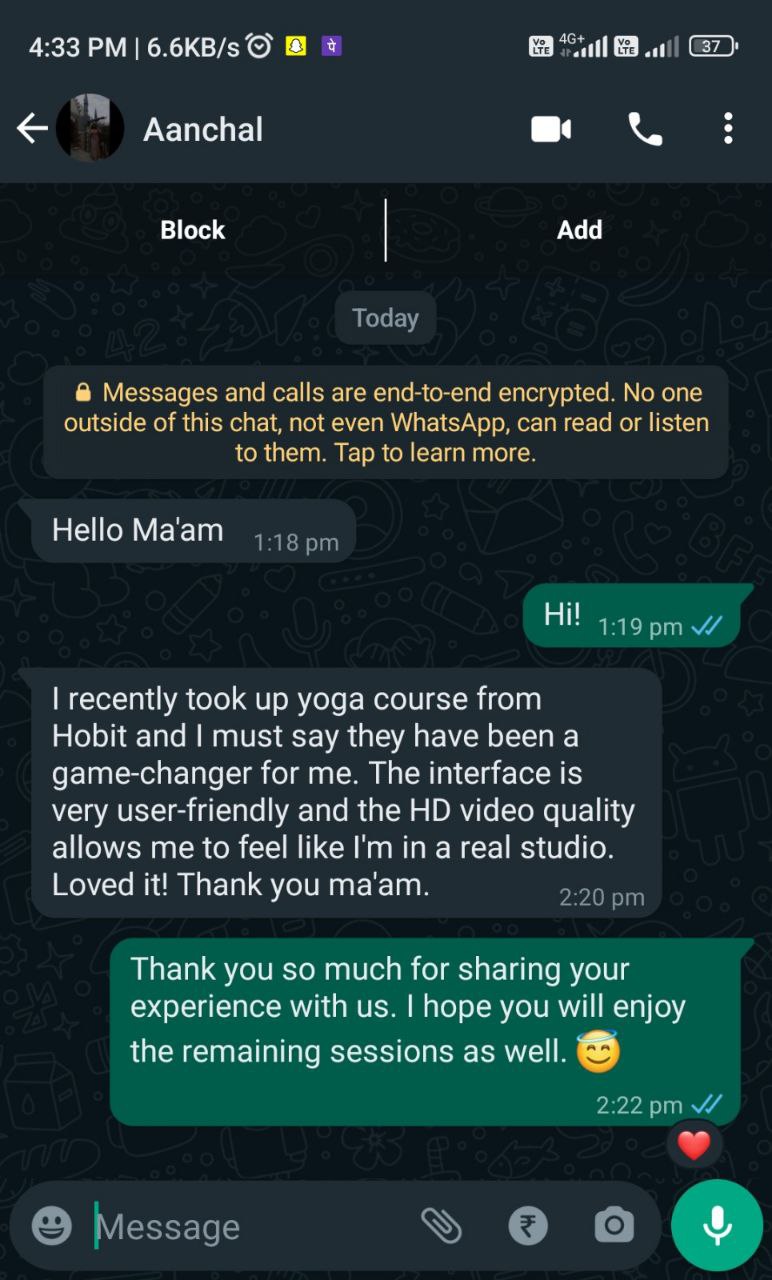 4:33 PM | 6.6KB/s पे Vo LTE 4G+ Vo LTE 37
Aanchal
Block Add
Today
Messages and calls are end-to-end encrypted. No one
outside of this chat, not even WhatsApp, can read or listen
to them. Tap to learn more.
Hello Ma'am 1:18 pm
Hi! 1:19 pm
I recently took up yoga course from
Hobit and I must say they have been a
game-changer for me. The interface is
very user-friendly and the HD video quality
allows me to feel like I'm in a real studio.
Loved it! Thank you ma'am.
2:20 pm
Thank you so much for sharing your
experience with us. I hope you will enjoy
the remaining sessions as well. 😇
2:22 pm
❤️
Message ₹